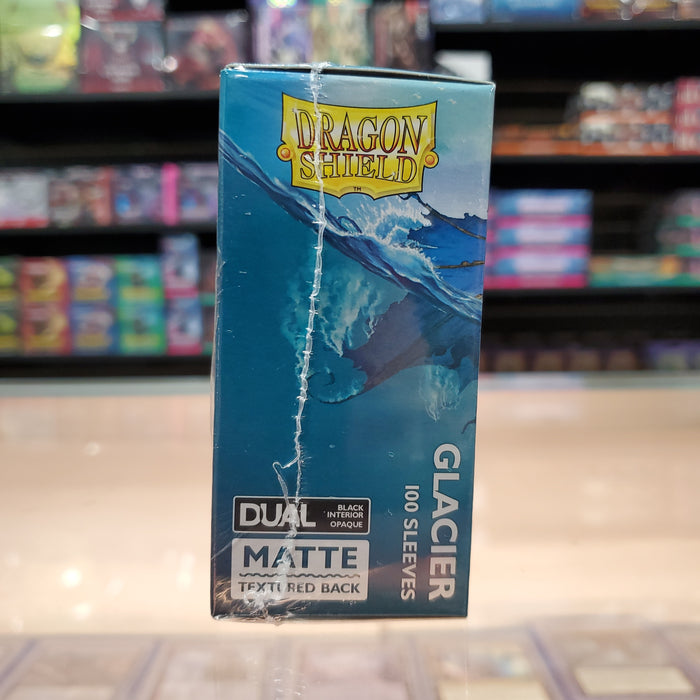 DRAGON
SHIELD
™
GLACIER
100 SLEEVES
DUAL
BLACK
INTERIOR
OPAQUE
MATTE
TEXTURED BACK